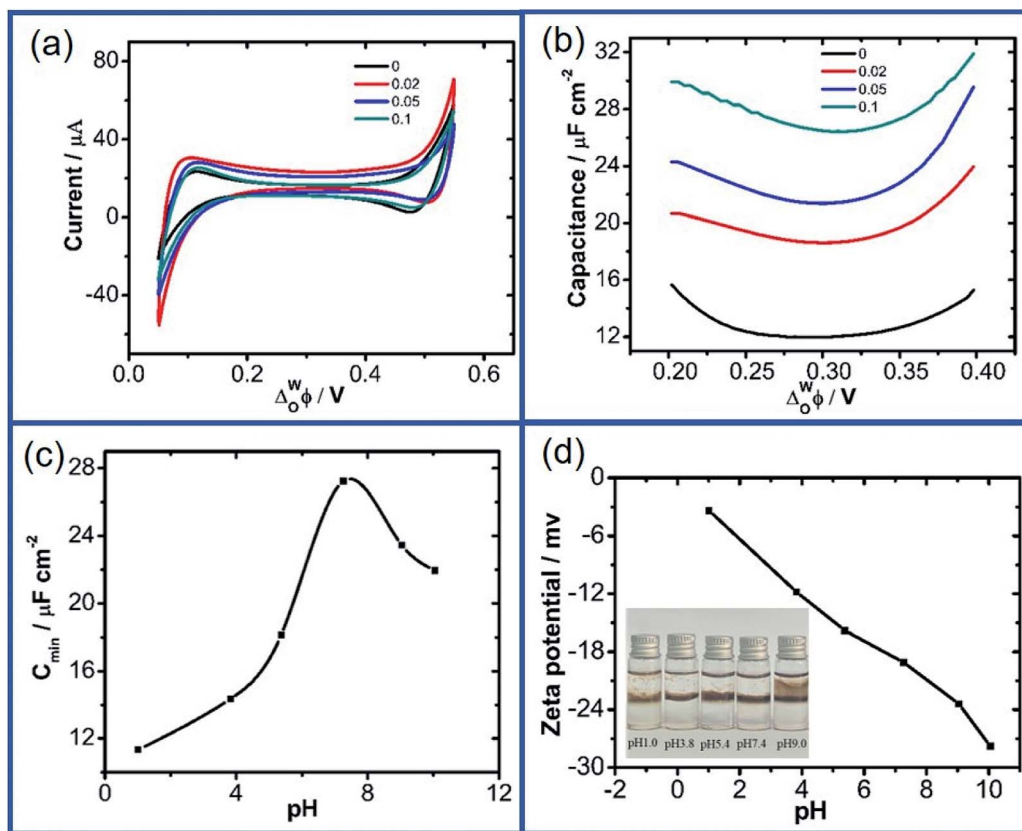 (a)
0
0.02
0.05
0.1
80
40
0
-40
Current / μA
0.0 0.2 0.4 0.6
Δ_O^W ϕ / V
(b)
0
0.02
0.05
0.1
32
28
24
20
16
12
Capacitance / μF cm⁻²
0.20 0.25 0.30 0.35 0.40
Δ_O^W ϕ / V
(c)
28
24
20
16
12
C_min / μF cm⁻²
0 4 8 12
pH
(d)
-0
-6
-12
-18
-24
-30
Zeta potential / mv
pH1.0 pH3.8 pH5.4 pH7.4 pH9.0
-2 0 2 4 6 8 10
pH